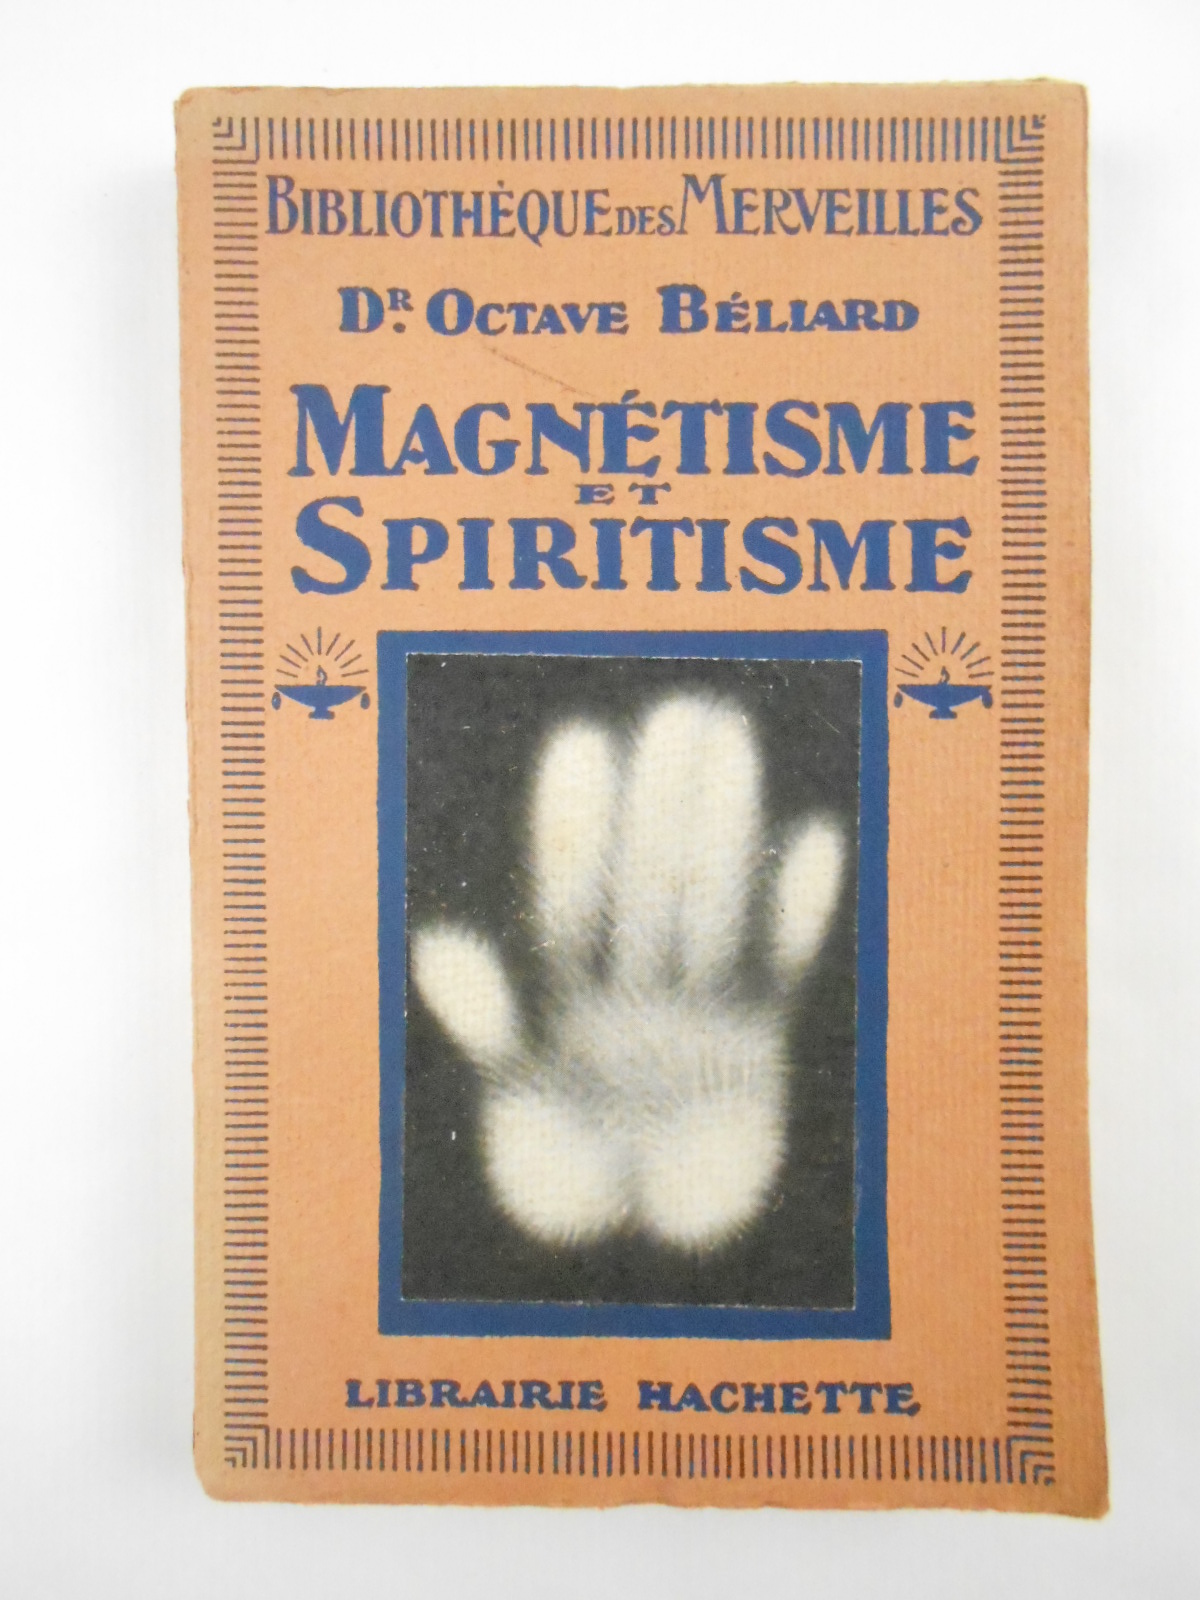 BIBLIOTHÈQUE DES MERVEILLES
DR. OCTAVE BÉLIARD
MAGNÉTISME
ET
SPIRITISME
LIBRAIRIE HACHETTE